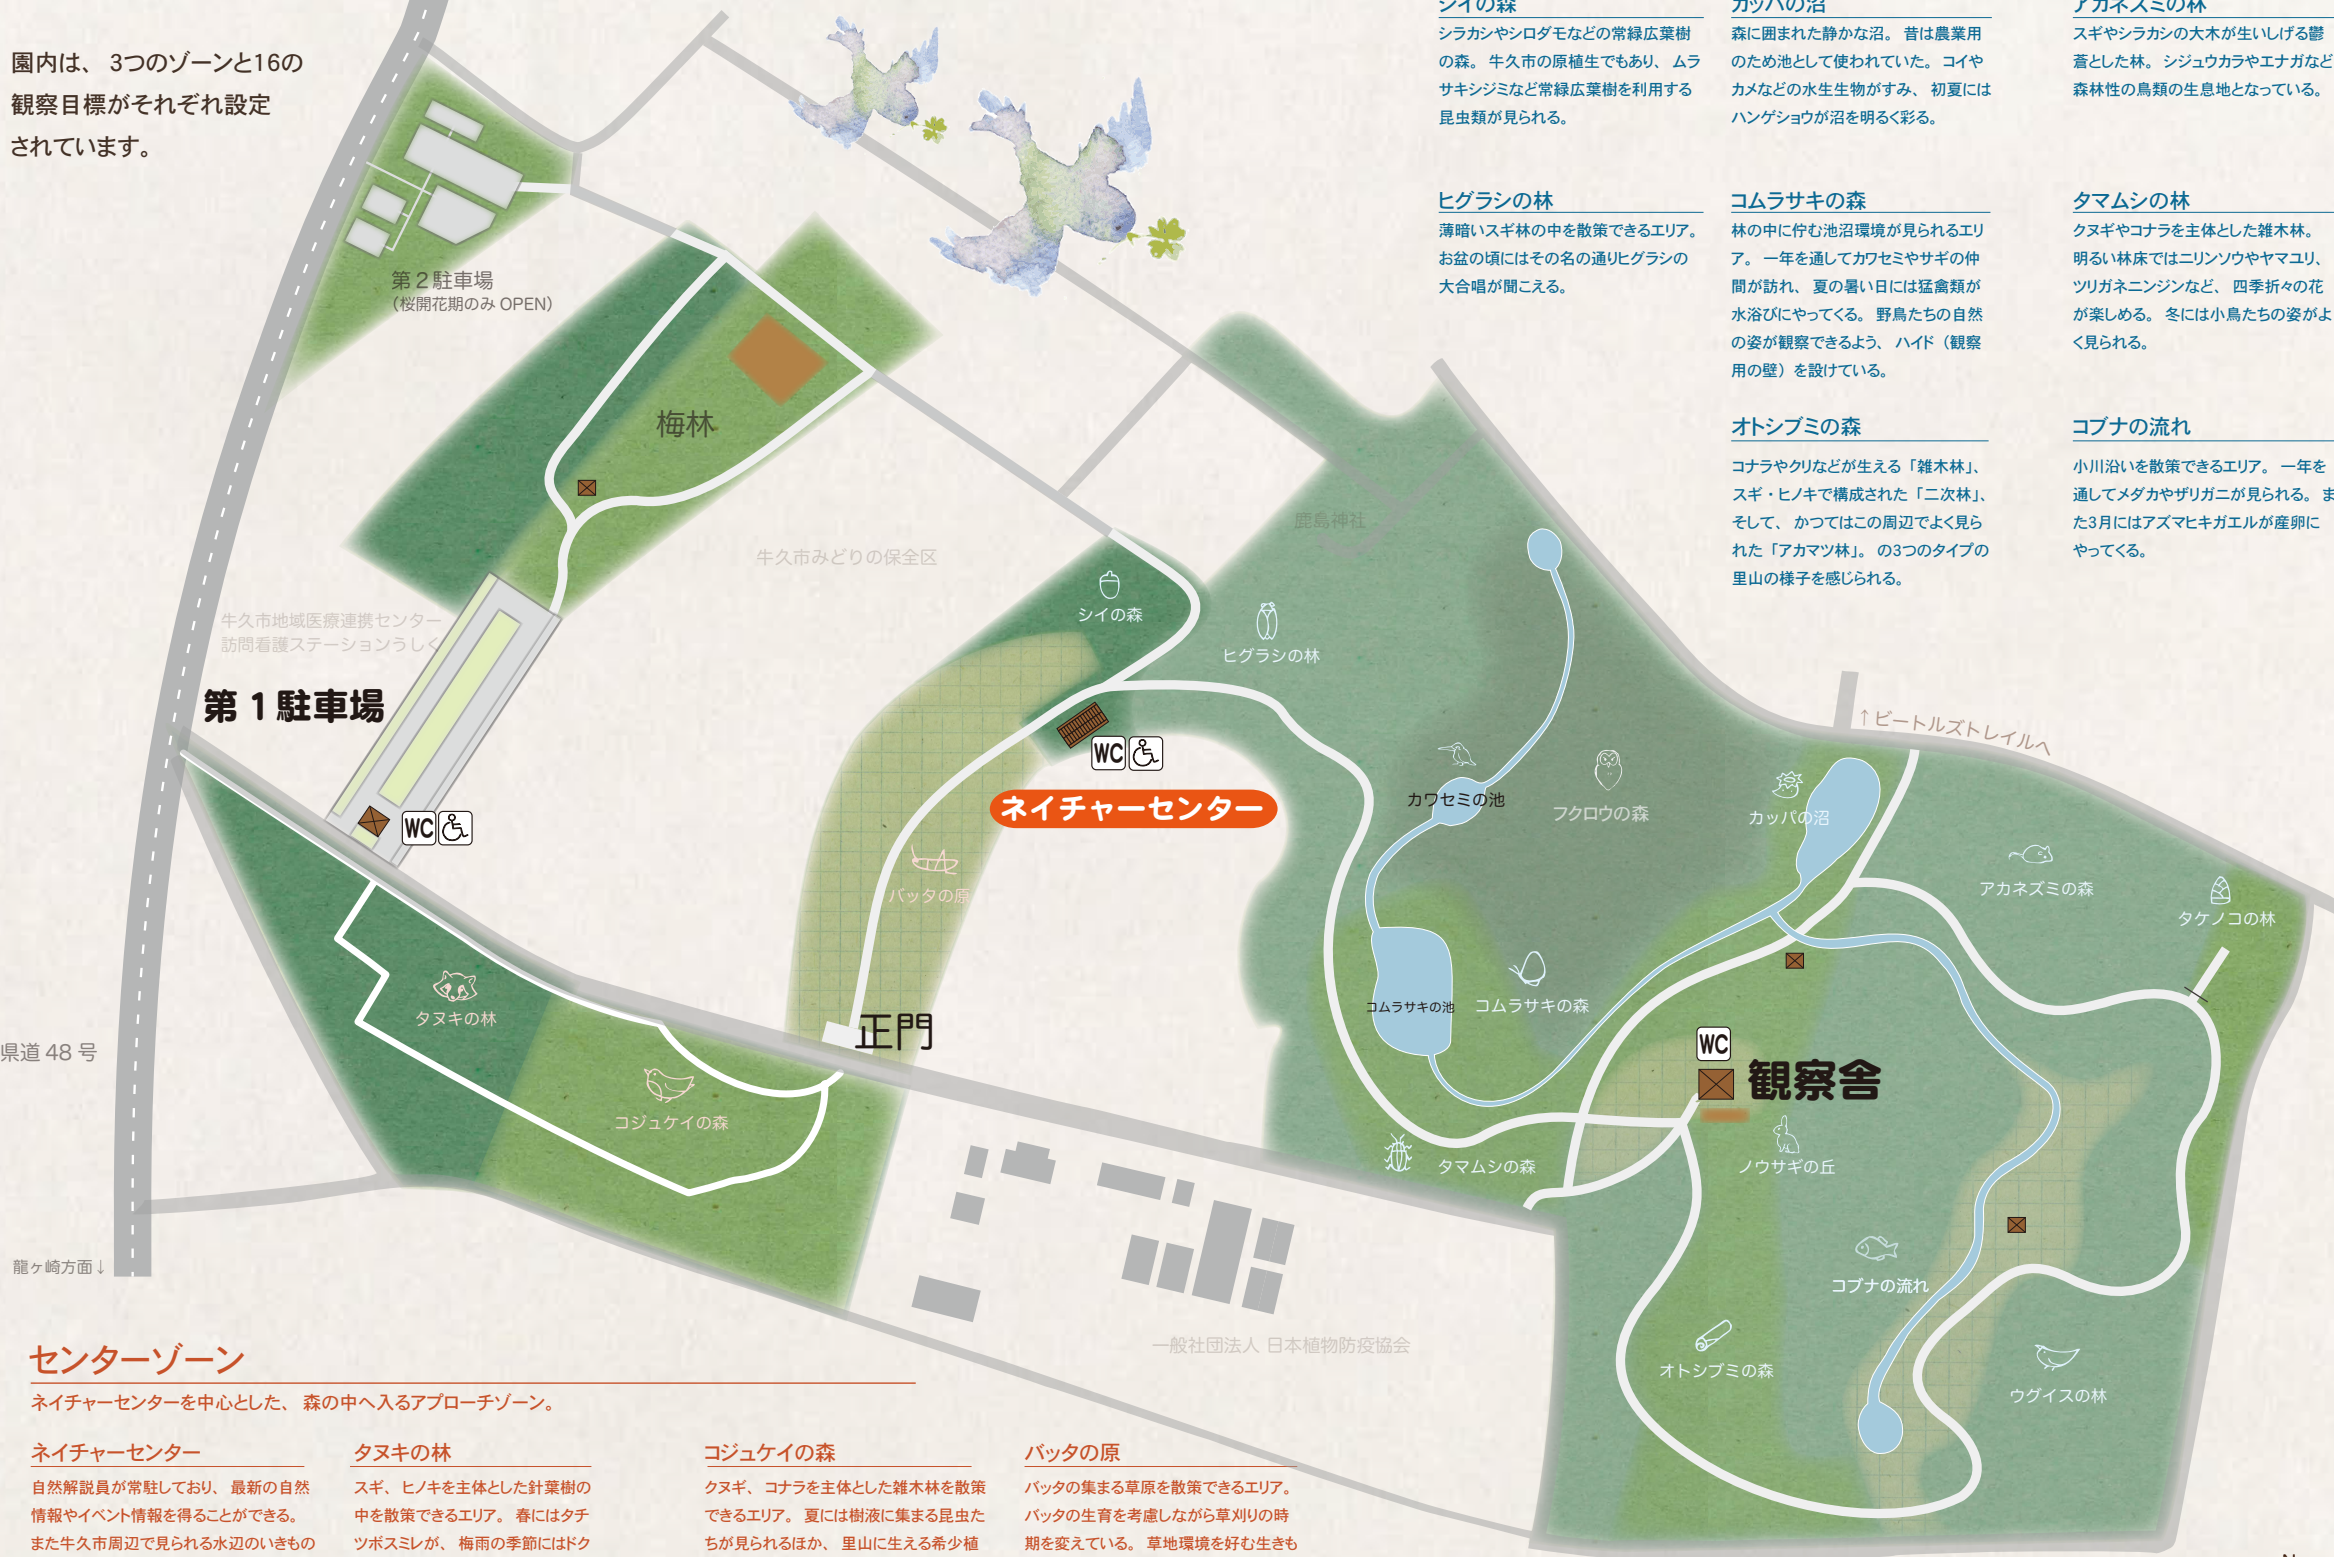 園内は、3つのゾーンと16の
観察目標がそれぞれ設定
されています。
シイの森
シラカシやシロダモなどの常緑広葉樹
の森。牛久市の原植生でもあり、ムラ
サキシジミなど常緑広葉樹を利用する
昆虫類が見られる。
カッパの沼
森に囲まれた静かな沼。昔は農業用
のため池として使われていた。コイや
カメなどの水生生物がすみ、初夏には
ハンゲショウが沼を明るく彩る。
アカネズミの林
スギやシラカシの大木が生いしげる鬱
蒼とした林。シジュウカラやエナガなど
森林性の鳥類の生息地となっている。
ヒグラシの林
薄暗いスギ林の中を散策できるエリア。
お盆の頃にはその名の通りヒグラシの
大合唱が聞こえる。
コムラサキの森
林の中に佇む池沼環境が見られるエリ
ア。一年を通してカワセミやサギの仲
間が訪れ、夏の暑い日には猛禽類が
水浴びにやってくる。野鳥たちの自然
の姿が観察できるよう、ハイド（観察
用の壁）を設けている。
タマムシの林
クヌギやコナラを主体とした雑木林。
明るい林床ではニリンソウやヤマユリ、
ツリガネニンジンなど、四季折々の花
が楽しめる。冬には小鳥たちの姿がよ
く見られる。
オトシブミの森
コナラやクリなどが生える「雑木林」、
スギ・ヒノキで構成された「二次林」、
そして、かつてはこの周辺でよく見ら
れた「アカマツ林」。の3つのタイプの
里山の様子を感じられる。
コブナの流れ
小川沿いを散策できるエリア。一年を
通してメダカやザリガニが見られる。ま
た3月にはアズマヒキガエルが産卵に
やってくる。
第２駐車場
（桜開花期のみ OPEN）
梅林
牛久市みどりの保全区
鹿島神社
牛久市地域医療連携センター
訪問看護ステーションうしく
第１駐車場
WC
シイの森
ヒグラシの林
WC
ネイチャーセンター
バッタの原
カワセミの池
フクロウの森
カッパの沼
↑ビートルズトレイルへ
アカネズミの森
タケノコの林
コムラサキの池
コムラサキの森
タヌキの林
正門
県道 48 号
コジュケイの森
WC
観察舎
タマムシの森
ノウサギの丘
コブナの流れ
龍ヶ崎方面↓
一般社団法人 日本植物防疫協会
オトシブミの森
ウグイスの林
センターゾーン
ネイチャーセンターを中心とした、森の中へ入るアプローチゾーン。
ネイチャーセンター
自然解説員が常駐しており、最新の自然
情報やイベント情報を得ることができる。
また牛久市周辺で見られる水辺のいきもの
タヌキの林
スギ、ヒノキを主体とした針葉樹の
中を散策できるエリア。春にはタチ
ツボスミレが、梅雨の季節にはドク
コジュケイの森
クヌギ、コナラを主体とした雑木林を散策
できるエリア。夏には樹液に集まる昆虫た
ちが見られるほか、里山に生える希少植
バッタの原
バッタの集まる草原を散策できるエリア。
バッタの生育を考慮しながら草刈りの時
期を変えている。草地環境を好む生きも